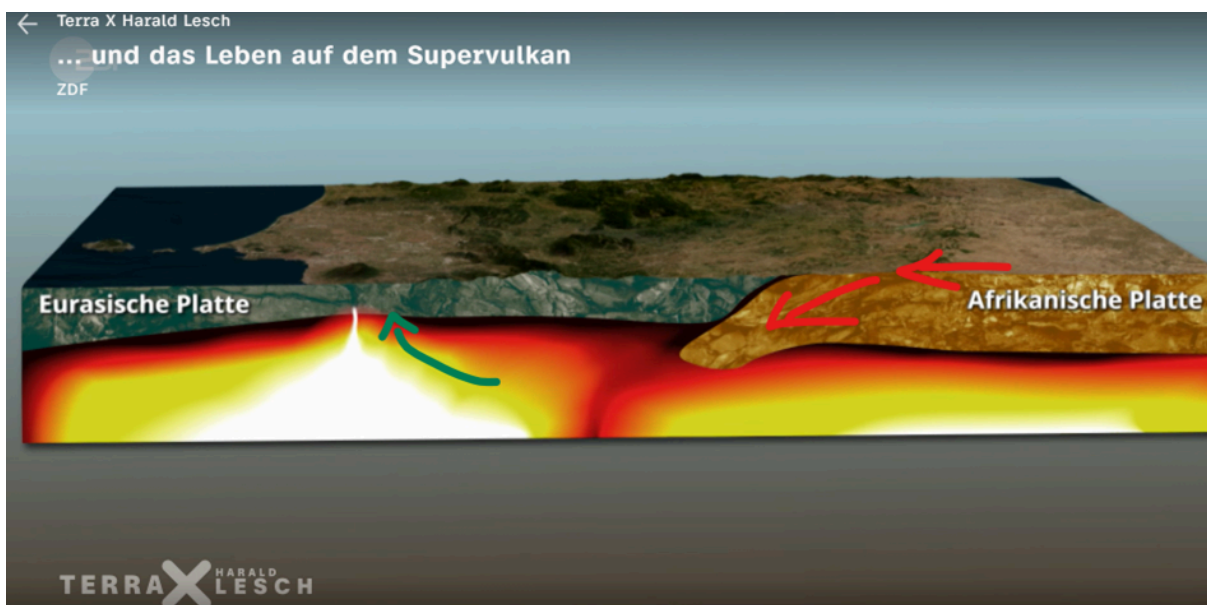 Terra X Harald Lesch
... und das Leben auf dem Supervulkan
ZDF
Eurasische Platte
Afrikanische Platte
TERRA X HARALD LESCH